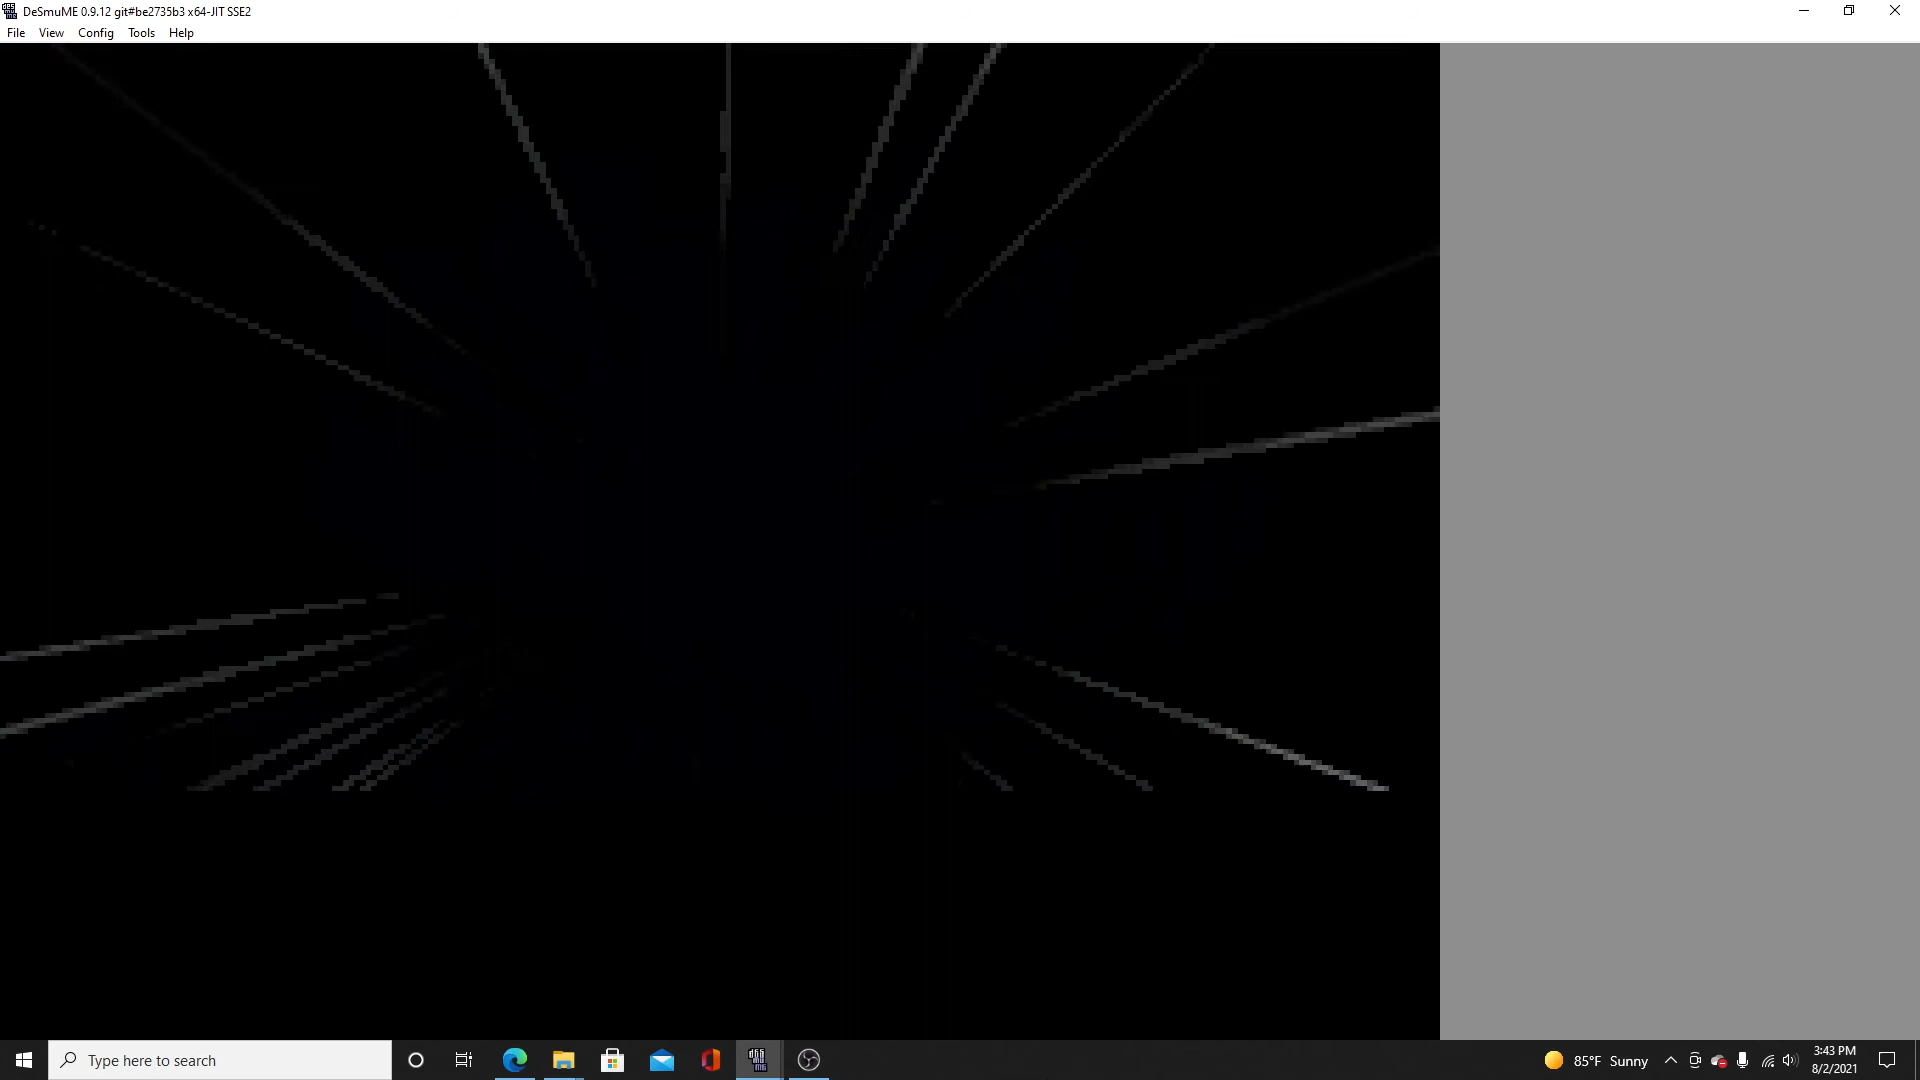 DeSmuME 0.9.12 git#be2735b3 x64-JIT SSE2
File View Config Tools Help
Type here to search
85°F Sunny
3:43 PM
8/2/2021